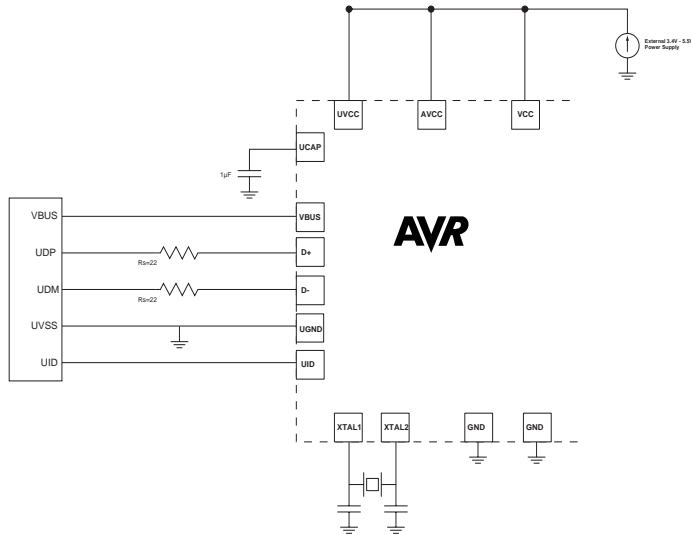 External 3.4V - 5.5V
Power Supply
UVCC
AVCC
VCC
UCAP
1µF
VBUS
VBUS
UDP
Rs=22
D+
UDM
Rs=22
D-
UVSS
UGND
UID
UID
AVR
XTAL1
XTAL2
GND
GND